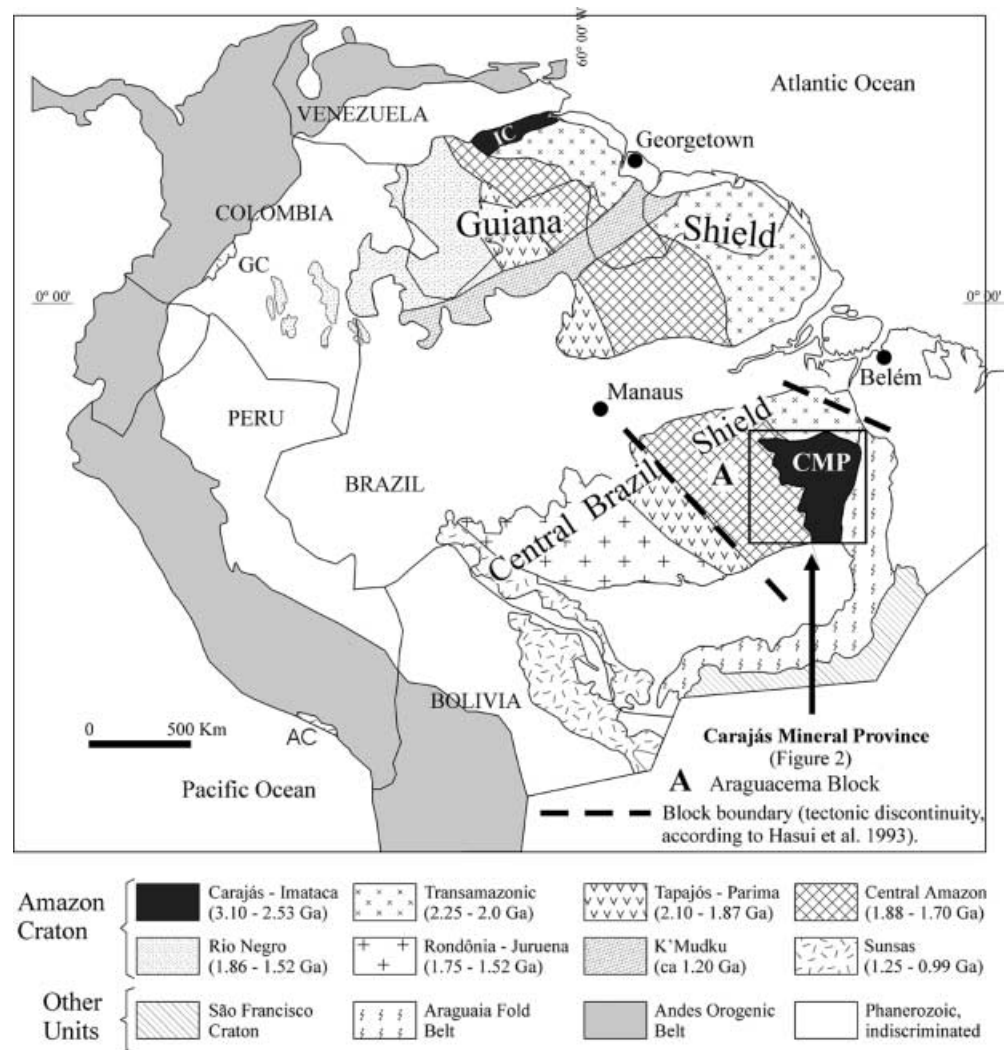 60° 00' W
Atlantic Ocean
VENEZUELA
IC
Georgetown
COLOMBIA
Guiana
Shield
GC
0° 00'
0° 00'
Belém
Manaus
PERU
Central Brazil Shield
A
CMP
BRAZIL
BOLIVIA
0 500 Km
AC
Pacific Ocean
Carajás Mineral Province
(Figure 2)
A Araguacema Block
Block boundary (tectonic discontinuity,
according to Hasui et al. 1993).
Amazon
Craton
Carajás - Imataca
(3.10 - 2.53 Ga)
Transamazonic
(2.25 - 2.0 Ga)
Tapajós - Parima
(2.10 - 1.87 Ga)
Central Amazon
(1.88 - 1.70 Ga)
Rio Negro
(1.86 - 1.52 Ga)
Rondônia - Juruena
(1.75 - 1.52 Ga)
K'Mudku
(ca 1.20 Ga)
Sunsas
(1.25 - 0.99 Ga)
Other
Units
São Francisco
Craton
Araguaia Fold
Belt
Andes Orogenic
Belt
Phanerozoic,
indiscriminated